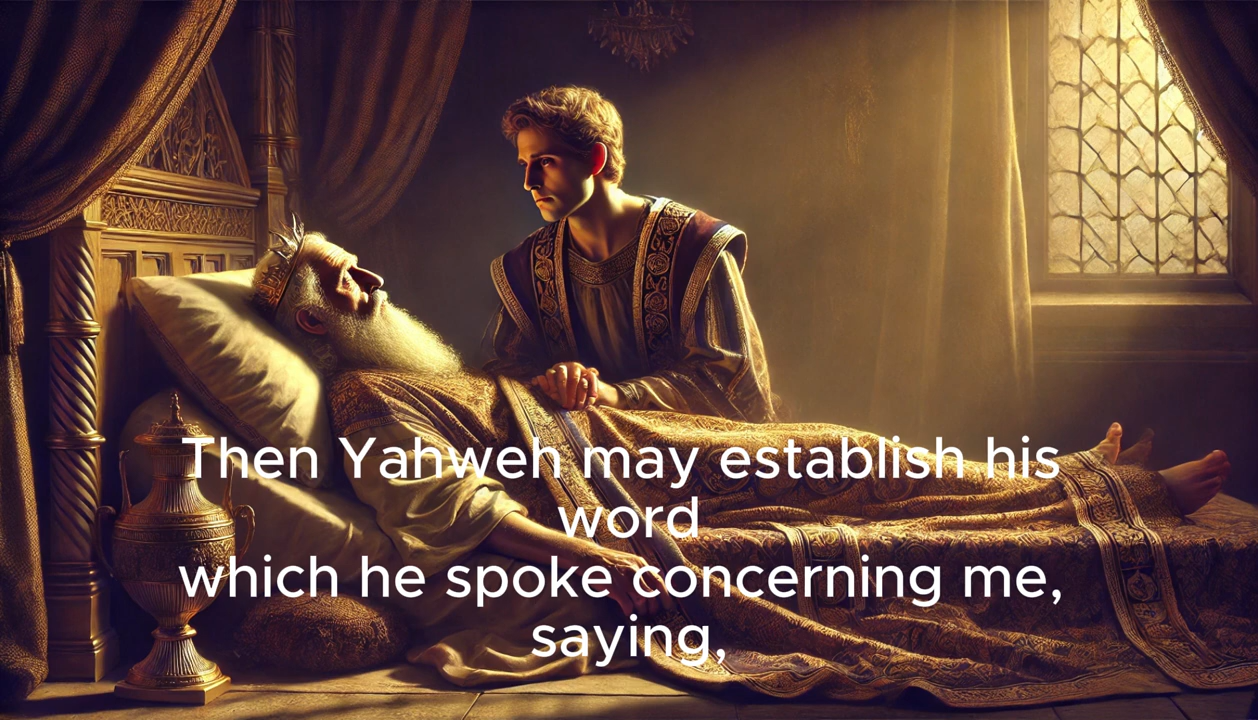 Then Yahweh may establish his
word
which he spoke concerning me,
saying,